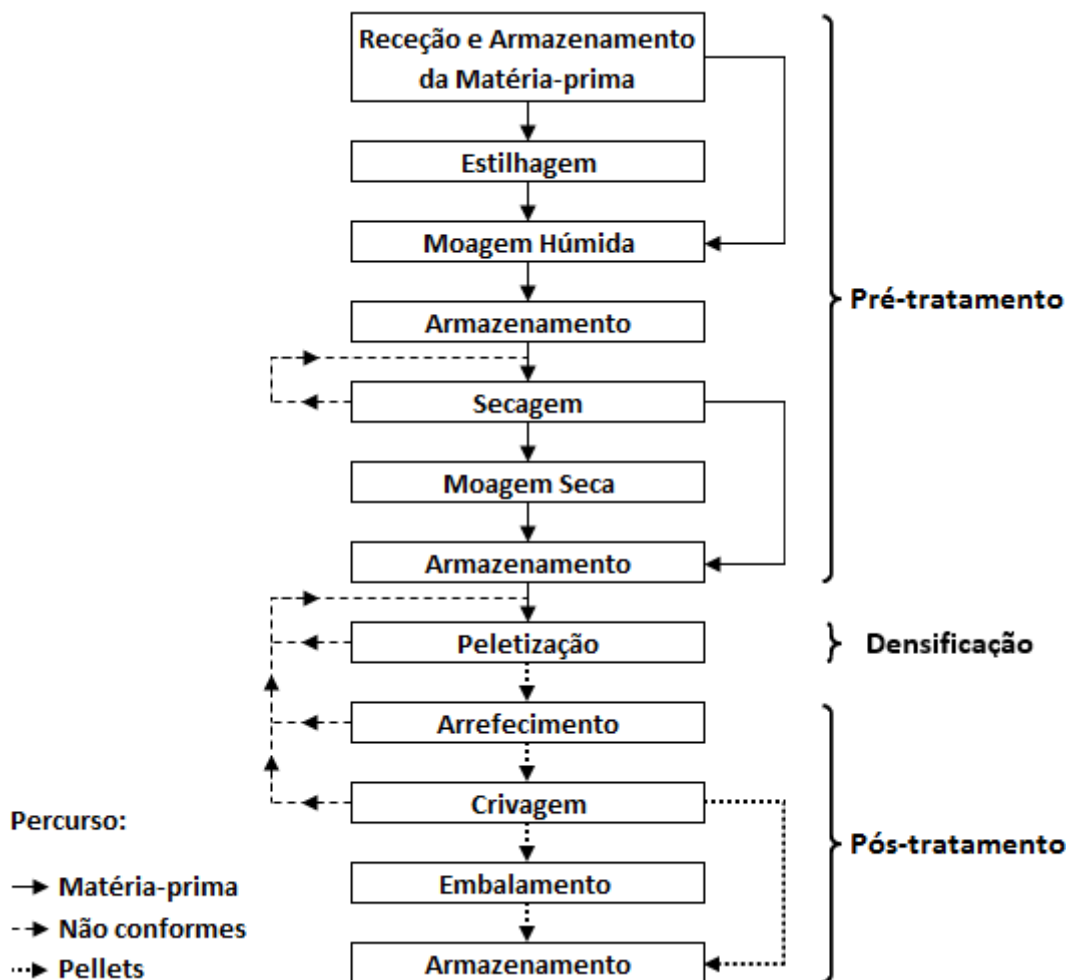 Receção e Armazenamento
da Matéria-prima
Estilhagem
Moagem Húmida
Armazenamento
Pré-tratamento
Secagem
Moagem Seca
Armazenamento
Peletização
Densificação
Arrefecimento
Crivagem
Pós-tratamento
Embalamento
Armazenamento
Percurso:
Matéria-prima
Não conformes
Pellets